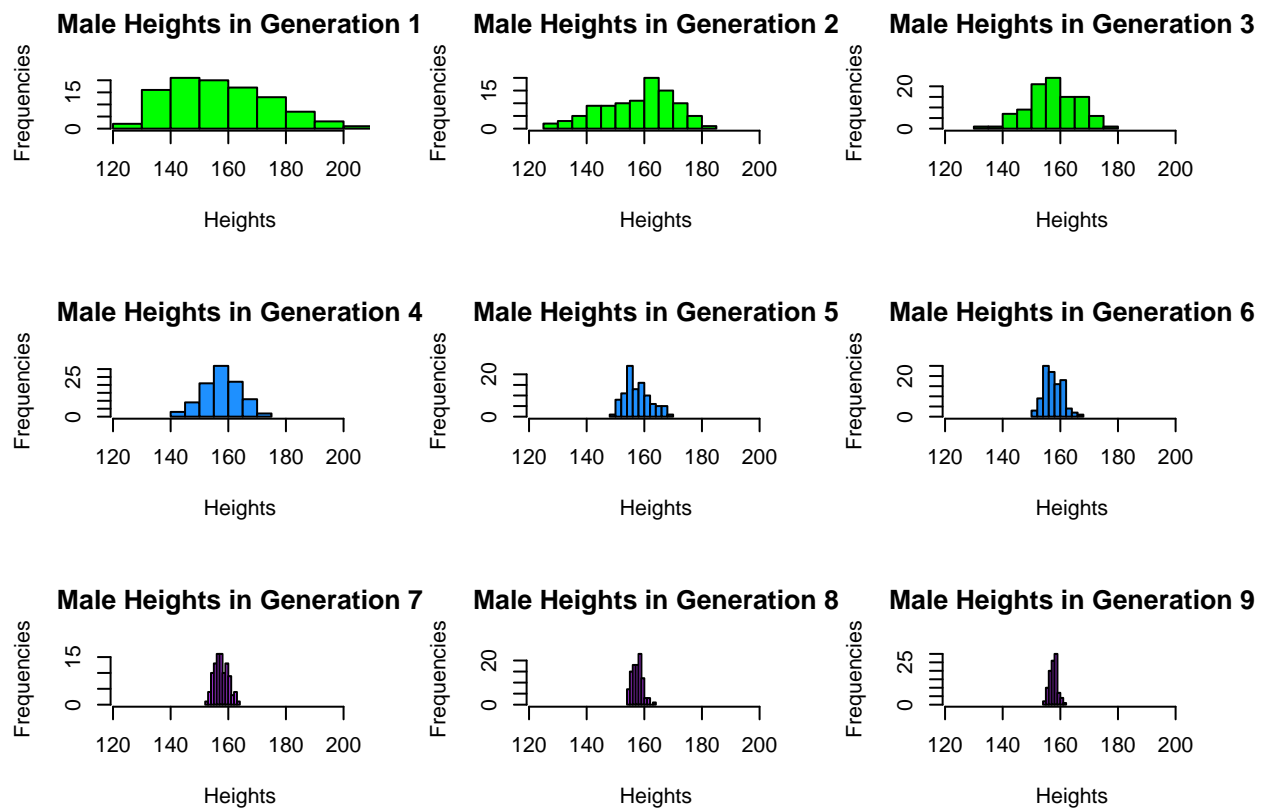 Male Heights in Generation 1
Frequencies
0 15
120 140 160 180 200
Heights
Male Heights in Generation 2
Frequencies
0 15
120 140 160 180 200
Heights
Male Heights in Generation 3
Frequencies
0 20
120 140 160 180 200
Heights
Male Heights in Generation 4
Frequencies
0 25
120 140 160 180 200
Heights
Male Heights in Generation 5
Frequencies
0 20
120 140 160 180 200
Heights
Male Heights in Generation 6
Frequencies
0 20
120 140 160 180 200
Heights
Male Heights in Generation 7
Frequencies
0 15
120 140 160 180 200
Heights
Male Heights in Generation 8
Frequencies
0 20
120 140 160 180 200
Heights
Male Heights in Generation 9
Frequencies
0 25
120 140 160 180 200
Heights